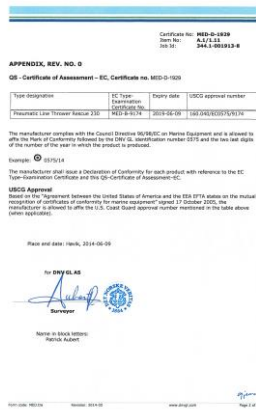 Certificate No: MED-D-1929
Item No: A.1/1.11
Job Id: 344.1-001913-8
APPENDIX, REV. NO. 0
QS - Certificate of Assessment – EC, Certificate no. MED-D-1929
Type designation EC Type-Examination Certificate No. Expiry date USCG approval number
Pneumatic Line Thrower Rescue 230 MED-B-9174 2019-06-09 160.040/EC0575/9174
The manufacturer complies with the Council Directive 96/98/EC on Marine Equipment and is allowed to
affix the Mark of Conformity followed by the DNV GL identification number 0575 and the two last digits
of the number of the year in which the product is produced.
Example: 0575/14
The manufacturer shall issue a Declaration of Conformity for each product with reference to the EC
Type-Examination Certificate and this QS-Certificate of Assessment-EC.
USCG Approval
Based on the "Agreement between the United States of America and the EEA EFTA states on the mutual
recognition of certificates of conformity for marine equipment" signed 17 October 2005, the
manufacturer is allowed to affix the U.S. Coast Guard approval number mentioned in the table above
(when applicable).
Place and date: Høvik, 2014-06-09
for DNV GL AS
Surveyor
Name in block letters:
Patrick Aubert
Form code: MED.DA Revision: 2014-02 www.dnvgl.com Page 2 of